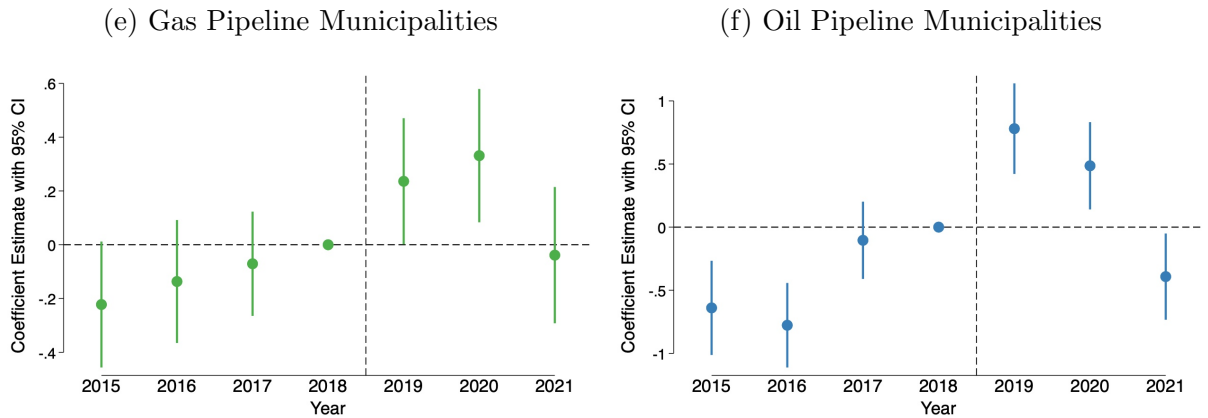 (e) Gas Pipeline Municipalities
Coefficient Estimate with 95% CI
.6
.4
.2
0
-.2
-.4
2015 2016 2017 2018 2019 2020 2021
Year
(f) Oil Pipeline Municipalities
Coefficient Estimate with 95% CI
1
.5
0
-.5
-1
2015 2016 2017 2018 2019 2020 2021
Year